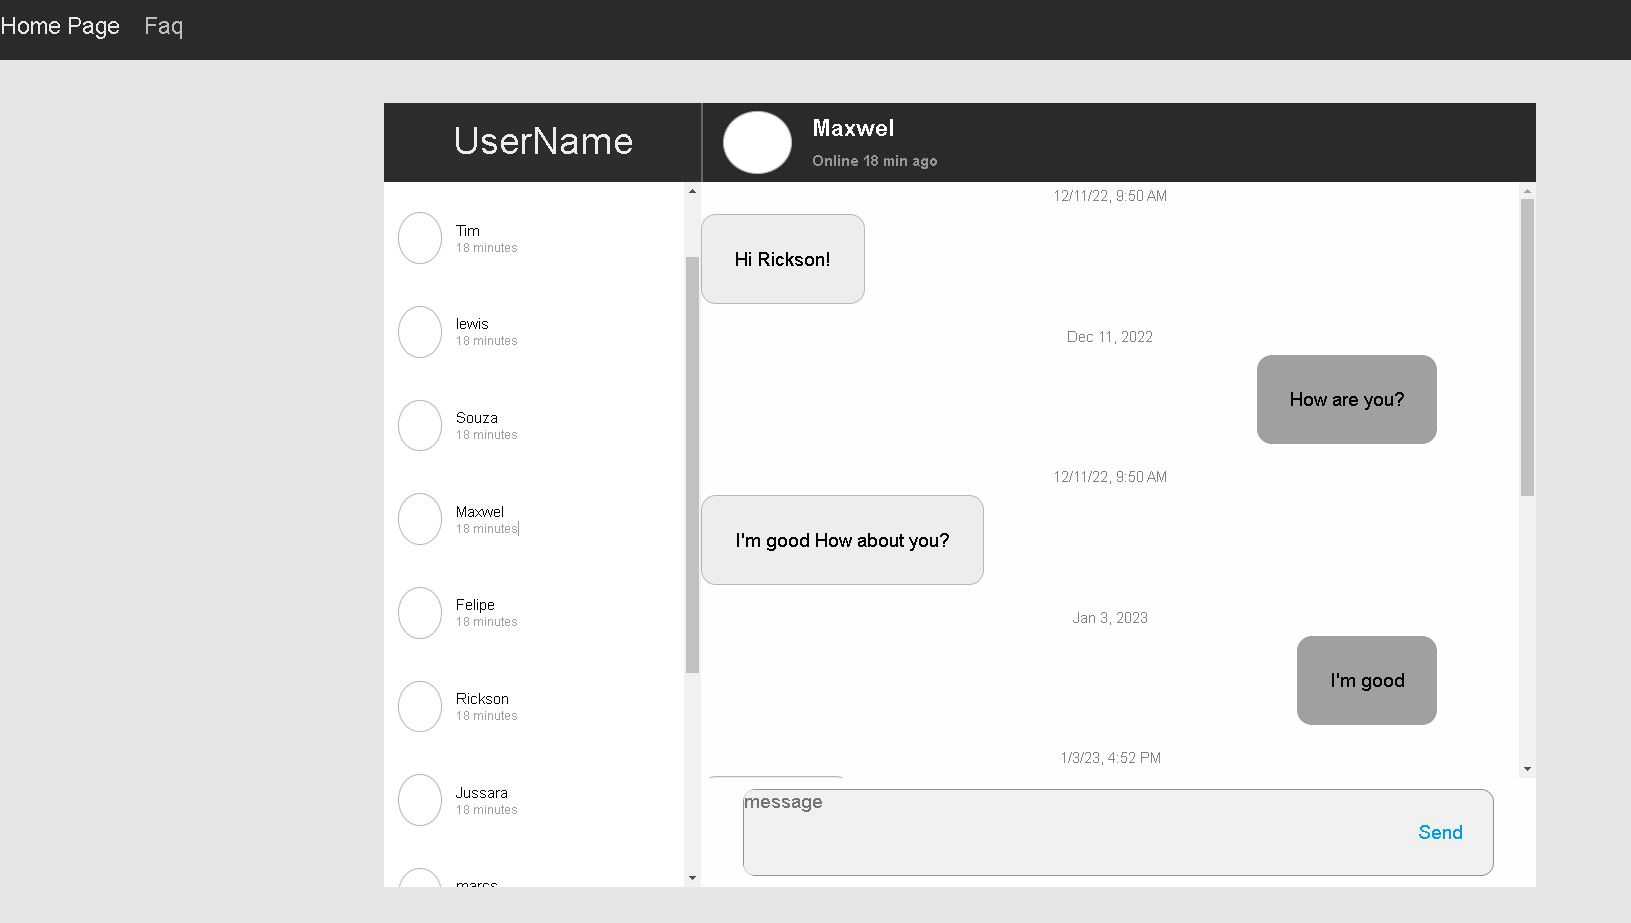 Home Page Faq
UserName
Maxwel
Online 18 min ago
Tim
18 minutes
lewis
18 minutes
Souza
18 minutes
Maxwel
18 minutes
Felipe
18 minutes
Rickson
18 minutes
Jussara
18 minutes
marcs
12/11/22, 9:50 AM
Hi Rickson!
Dec 11, 2022
How are you?
12/11/22, 9:50 AM
I'm good How about you?
Jan 3, 2023
I'm good
1/3/23, 4:52 PM
message
Send